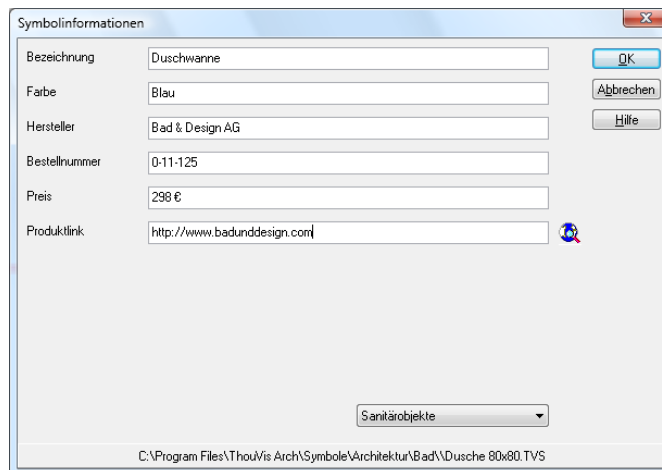 Symbolinformationen
Bezeichnung Duschwanne OK
Farbe Blau Abbrechen
Hersteller Bad & Design AG Hilfe
Bestellnummer 0-11-125
Preis 298 €
Produktlink http://www.badunddesign.com
Sanitärobjekte
C:\Program Files\ThouVis Arch\Symbole\Architektur\Bad\\Dusche 80x80.TVS